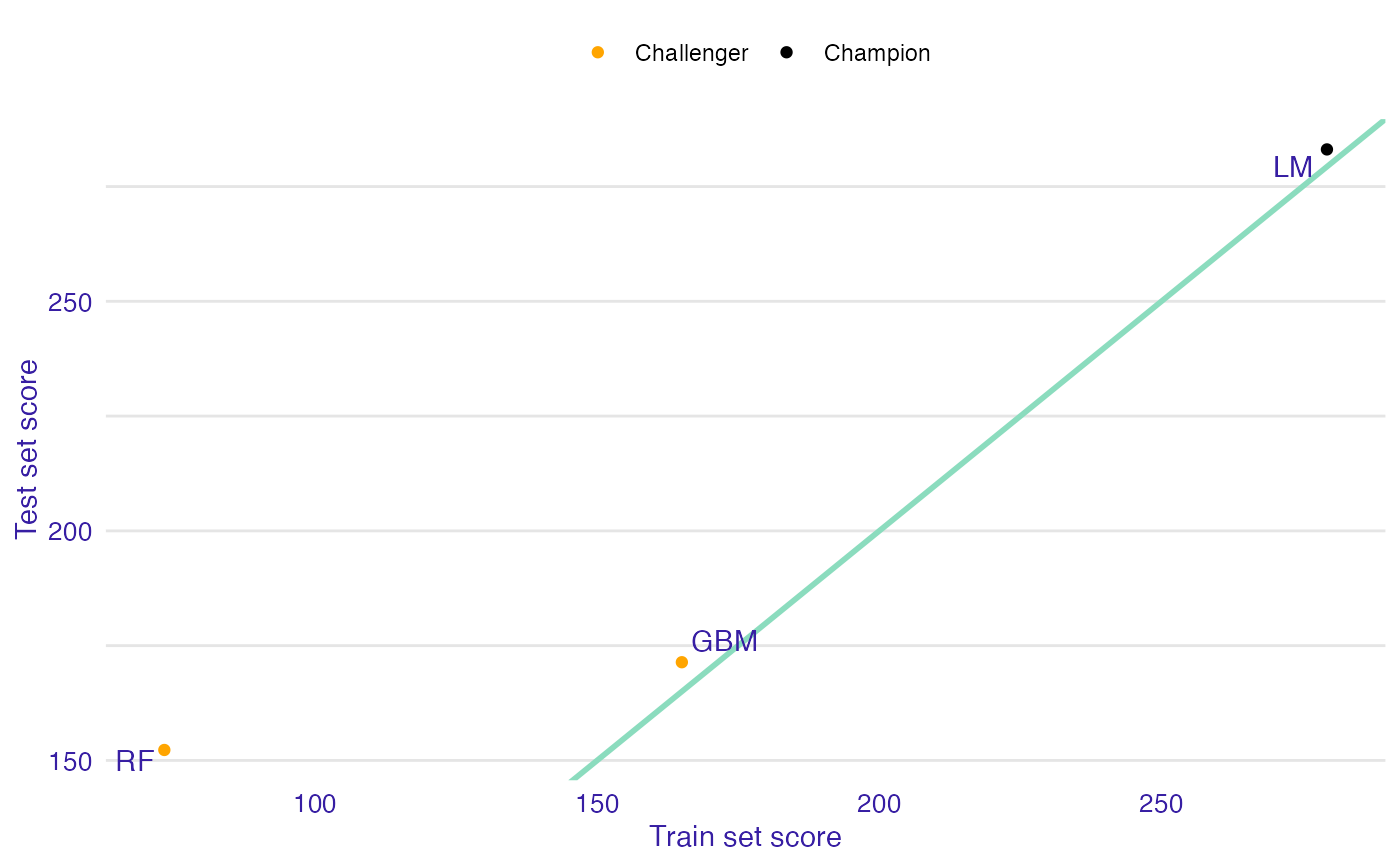 Challenger Champion
LM
250
Test set score
200
GBM
150
RF
100 150 200 250
Train set score